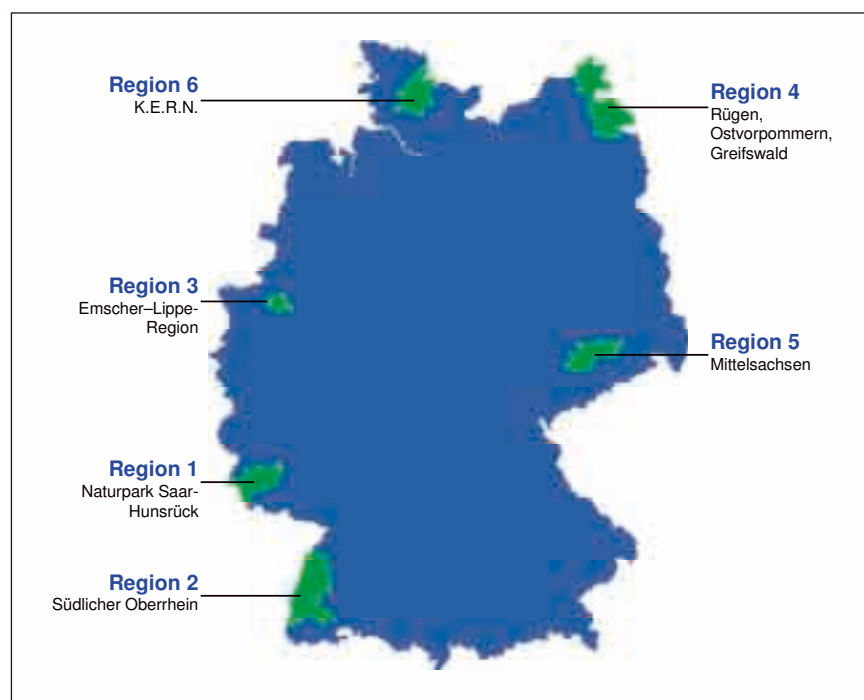 Region 6
K.E.R.N.
Region 4
Rügen,
Ostvorpommern,
Greifswald
Region 3
Emscher–Lippe-
Region
Region 5
Mittelsachsen
Region 1
Naturpark Saar-
Hunsrück
Region 2
Südlicher Oberrhein